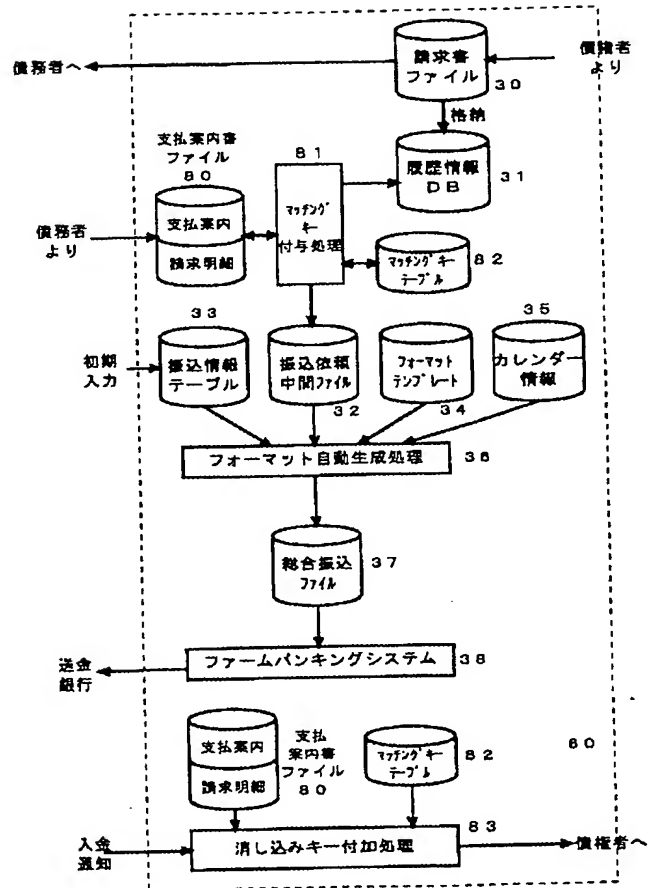 債務者へ
請求書
ファイル
30
債権者
より
格納
支払案内書
ファイル
80
81
履歴情報
DB
31
債務者
より
支払案内
請求明細
マッチング
キー
付与処理
マッチングキー
テーブル
82
33
35
初期
入力
振込情報
テーブル
振込依頼
中間ファイル
32
フォーマット
テンプレート
34
カレンダー
情報
フォーマット自動生成処理
36
総合振込
ファイル
37
送金
銀行
ファームバンキングシステム
38
支払案内
請求明細
支払
案内書
ファイル
80
マッチングキー
テーブル
82
60
入金
通知
消し込みキー付加処理
83
債権者へ